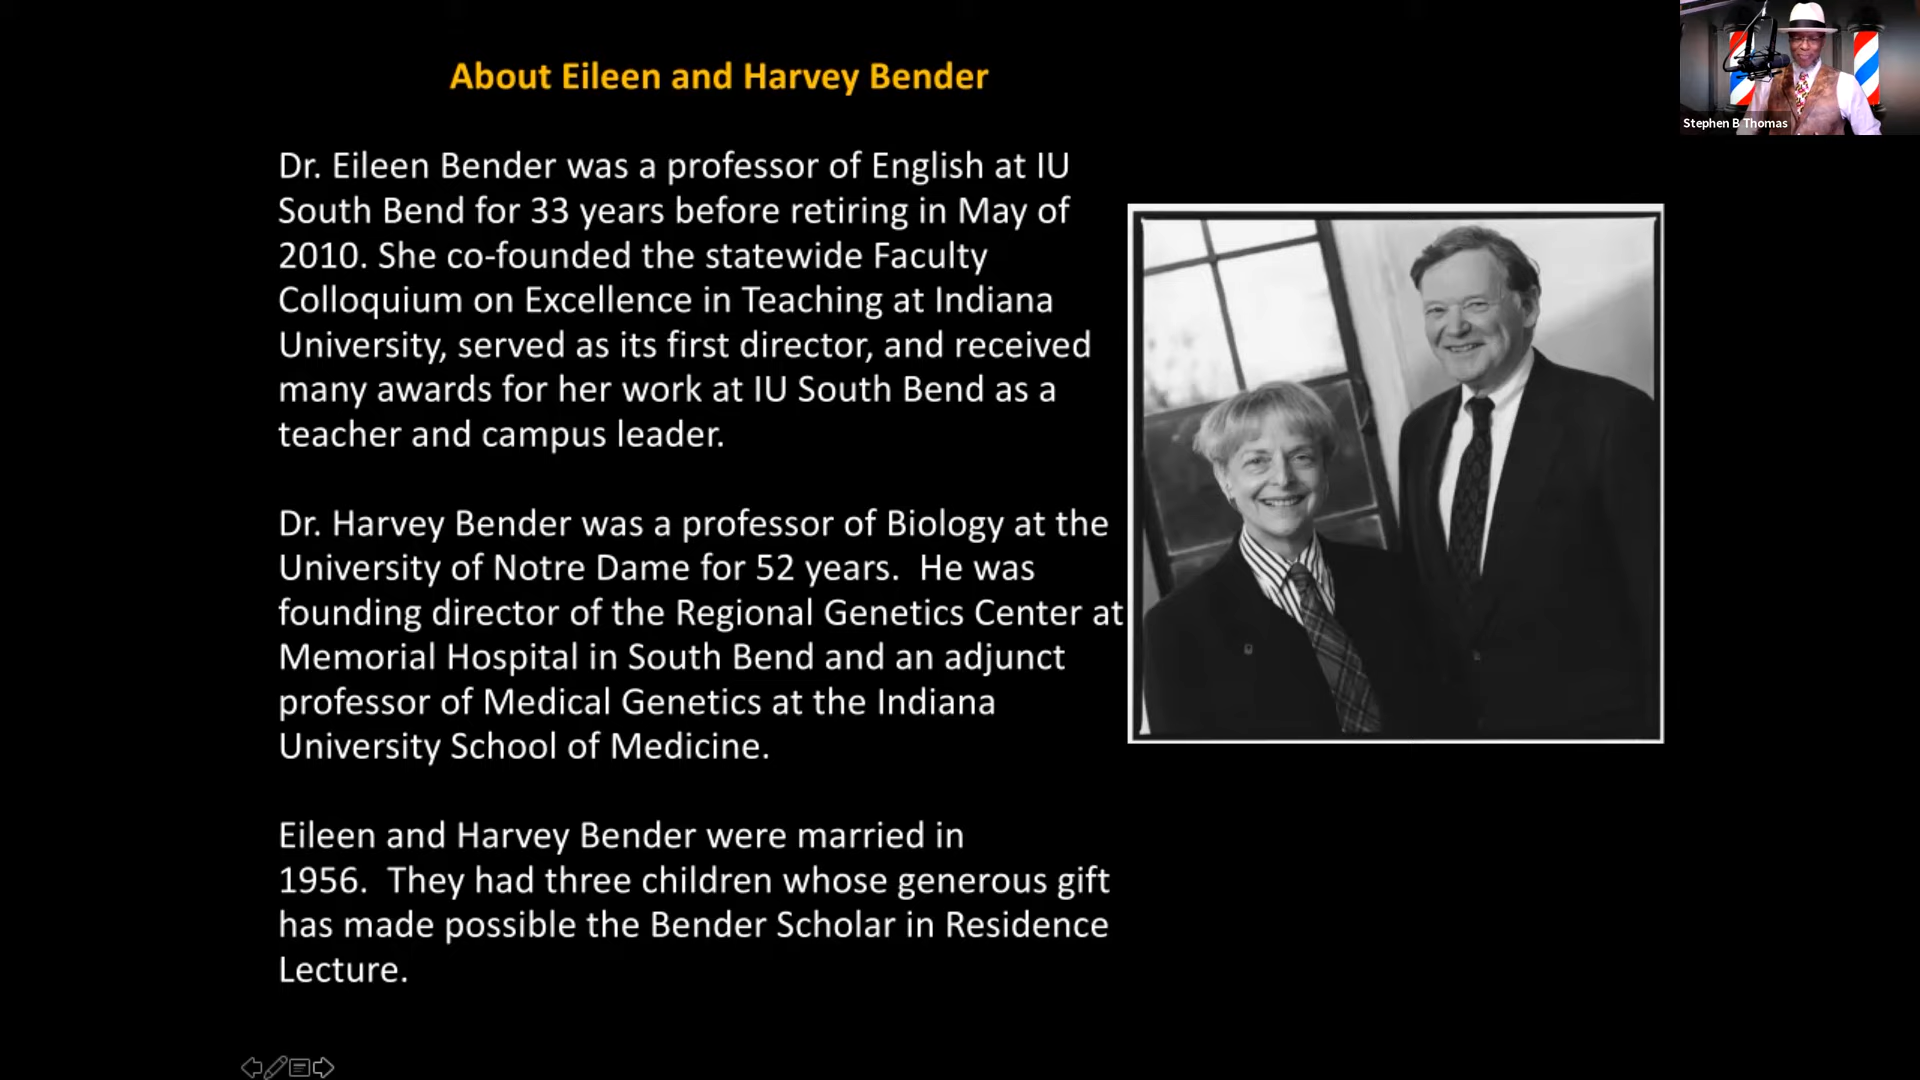 About Eileen and Harvey Bender
Stephen B Thomas
Dr. Eileen Bender was a professor of English at IU
South Bend for 33 years before retiring in May of
2010. She co-founded the statewide Faculty
Colloquium on Excellence in Teaching at Indiana
University, served as its first director, and received
many awards for her work at IU South Bend as a
teacher and campus leader.
Dr. Harvey Bender was a professor of Biology at the
University of Notre Dame for 52 years.  He was
founding director of the Regional Genetics Center at
Memorial Hospital in South Bend and an adjunct
professor of Medical Genetics at the Indiana
University School of Medicine.
Eileen and Harvey Bender were married in
1956.  They had three children whose generous gift
has made possible the Bender Scholar in Residence
Lecture.